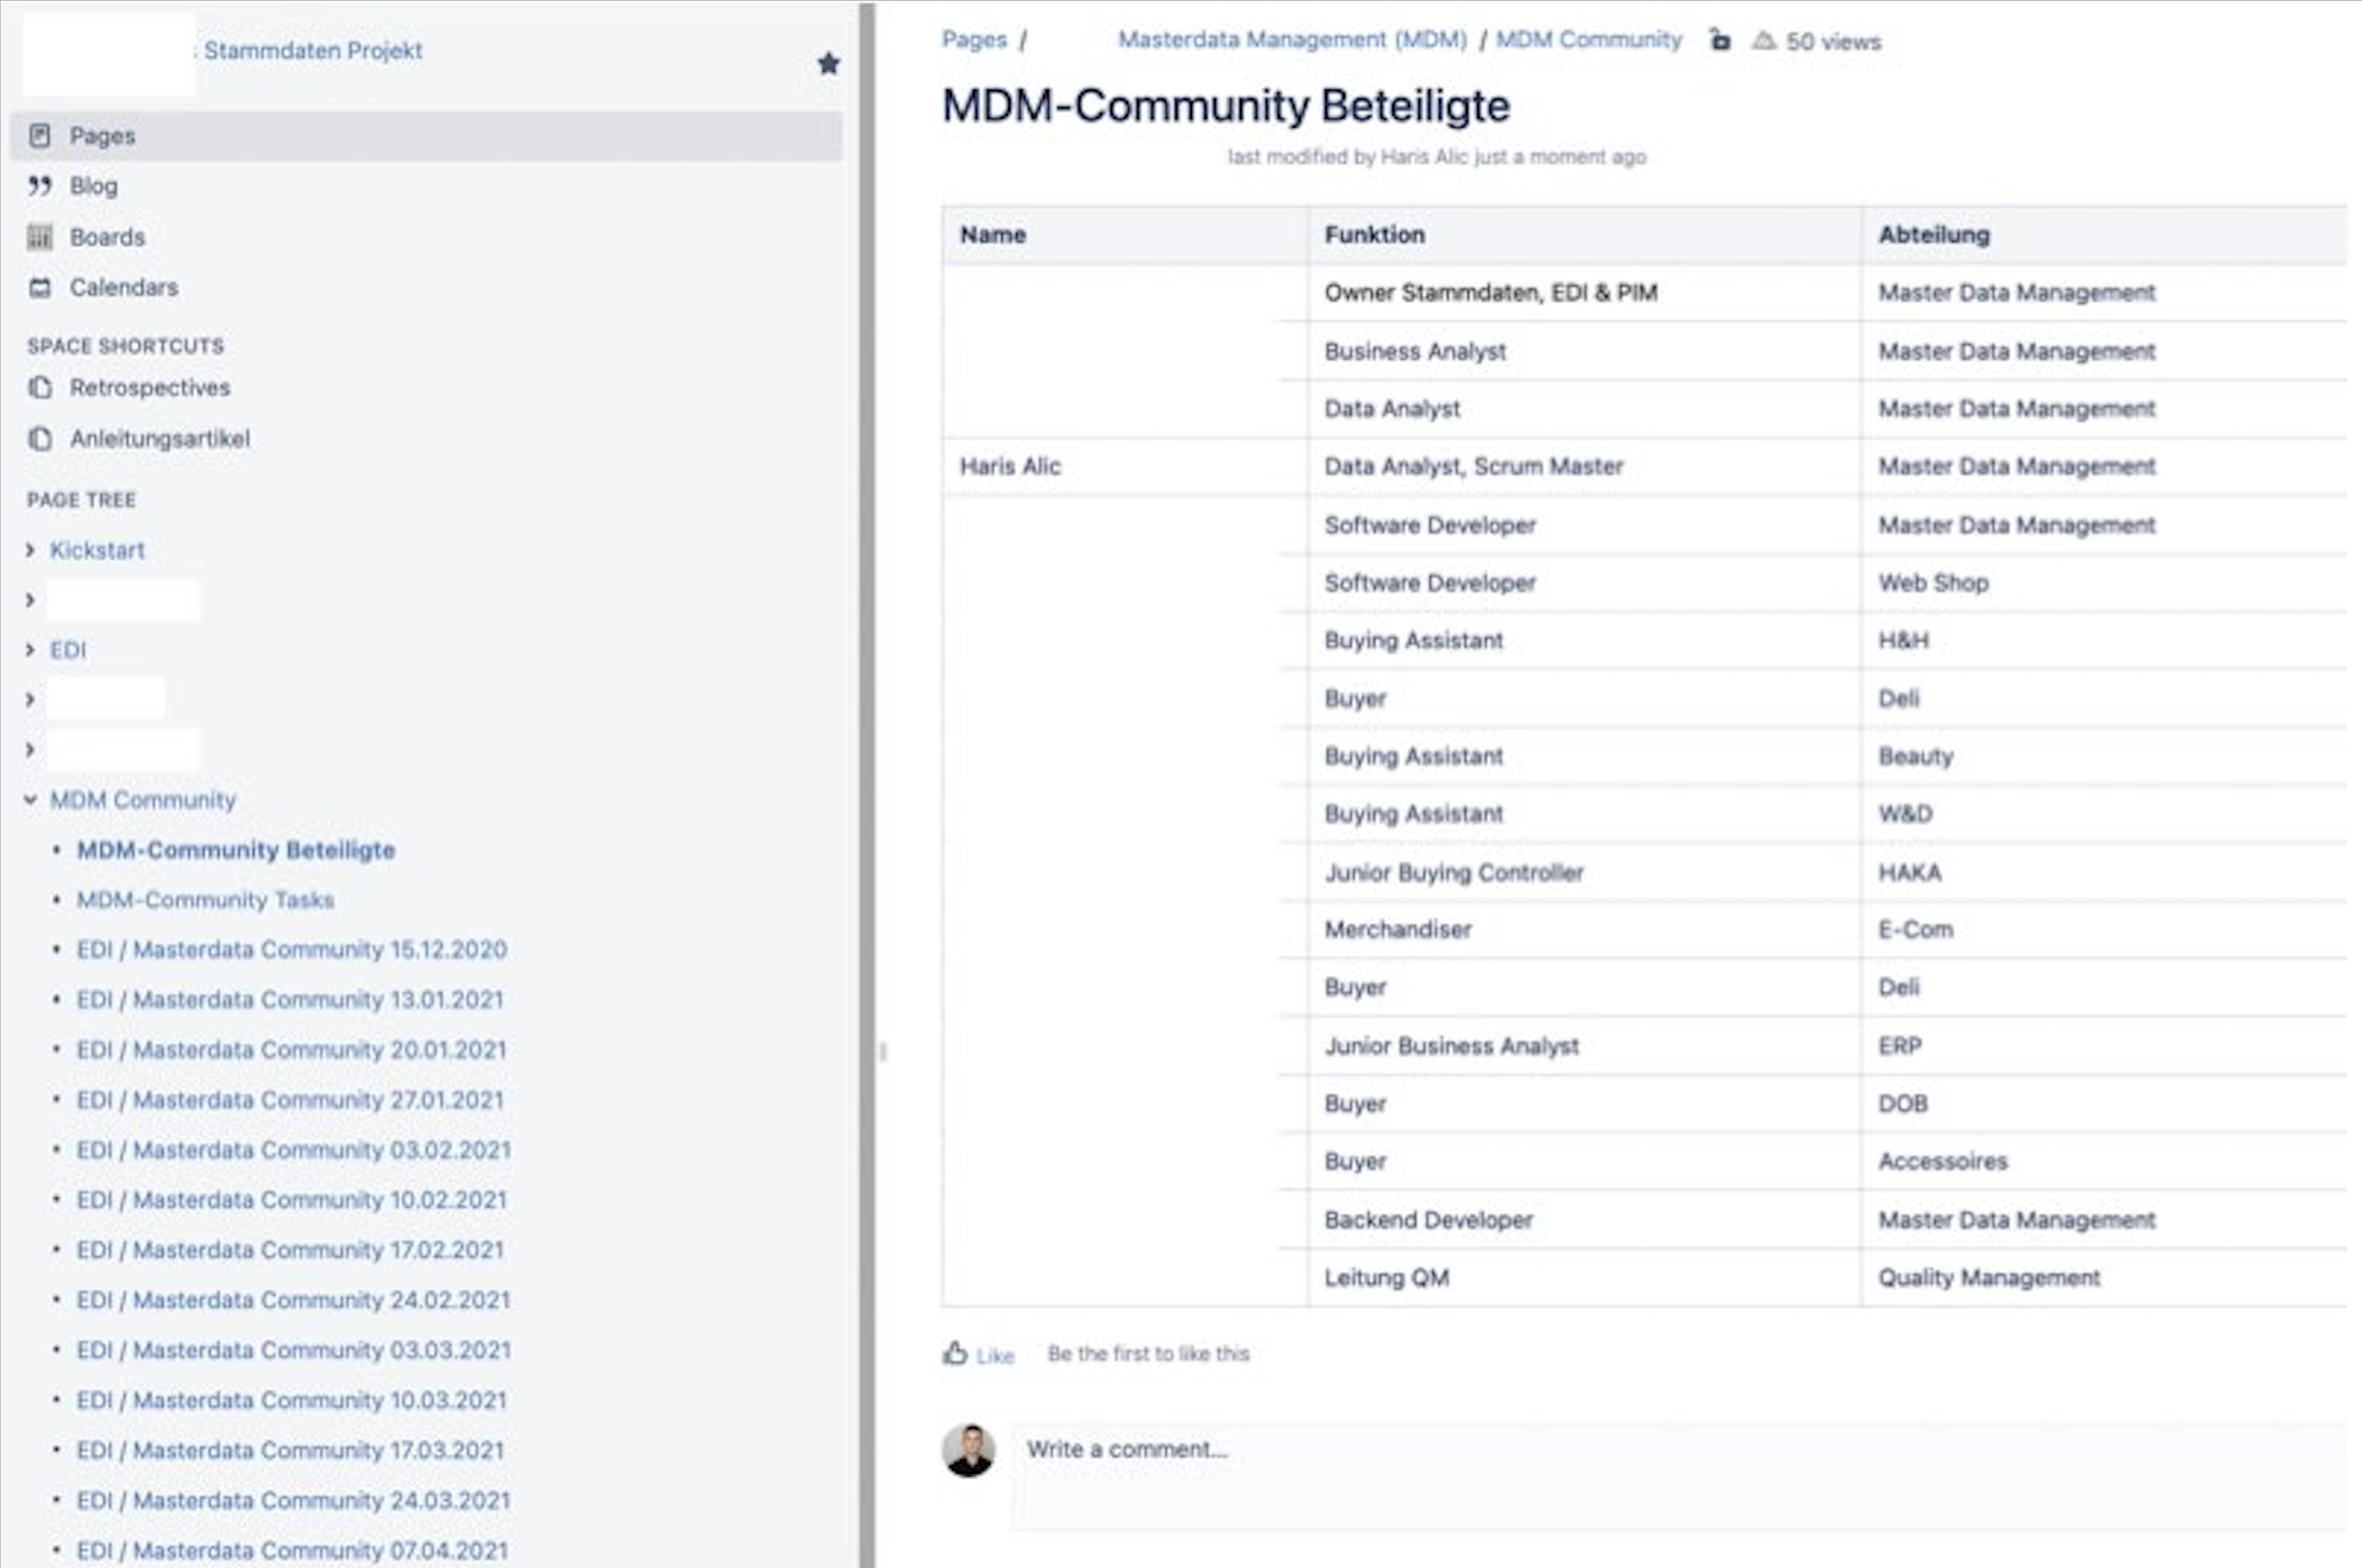 Stammdaten Projekt
Pages
Blog
Boards
Calendars
SPACE SHORTCUTS
Retrospectives
Anleitungsartikel
PAGE TREE
Kickstart
EDI
MDM Community
MDM-Community Beteiligte
MDM-Community Tasks
EDI / Masterdata Community 15.12.2020
EDI / Masterdata Community 13.01.2021
EDI / Masterdata Community 20.01.2021
EDI / Masterdata Community 27.01.2021
EDI / Masterdata Community 03.02.2021
EDI / Masterdata Community 10.02.2021
EDI / Masterdata Community 17.02.2021
EDI / Masterdata Community 24.02.2021
EDI / Masterdata Community 03.03.2021
EDI / Masterdata Community 10.03.2021
EDI / Masterdata Community 17.03.2021
EDI / Masterdata Community 24.03.2021
EDI / Masterdata Community 07.04.2021
Pages / Masterdata Management (MDM) / MDM Community 50 views
MDM-Community Beteiligte
last modified by Haris Alic just a moment ago
Name Funktion Abteilung
Owner Stammdaten, EDI & PIM Master Data Management
Business Analyst Master Data Management
Data Analyst Master Data Management
Haris Alic Data Analyst, Scrum Master Master Data Management
Software Developer Master Data Management
Software Developer Web Shop
Buying Assistant H&H
Buyer Deli
Buying Assistant Beauty
Buying Assistant W&D
Junior Buying Controller HAKA
Merchandiser E-Com
Buyer Deli
Junior Business Analyst ERP
Buyer DOB
Buyer Accessoires
Backend Developer Master Data Management
Leitung QM Quality Management
Like Be the first to like this
Write a comment...